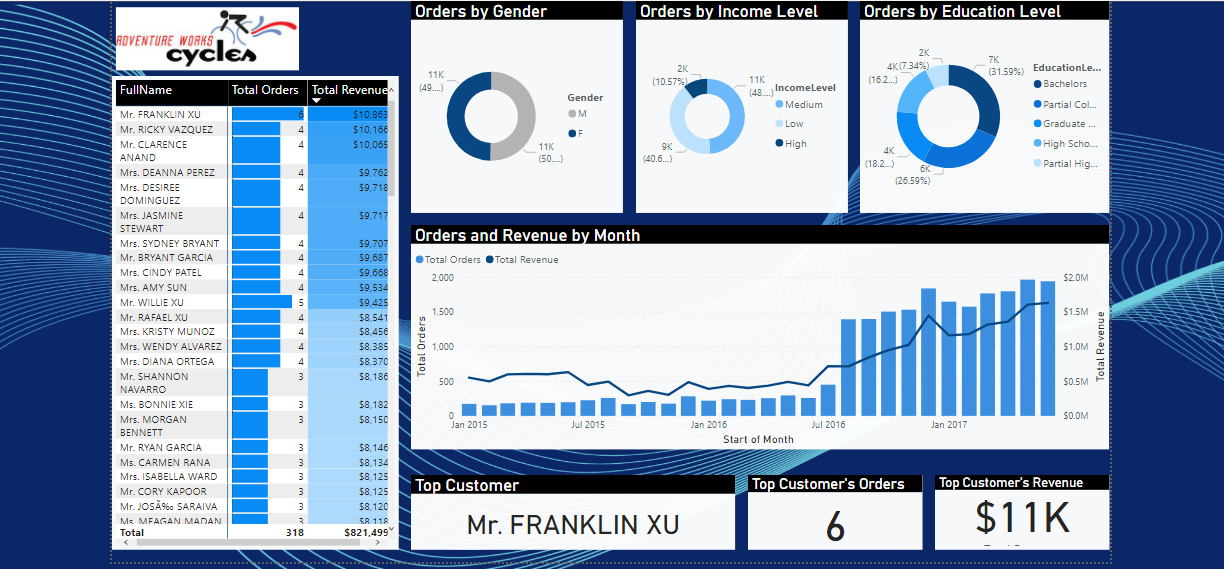 ADVENTURE WORKS
cycles
FullName Total Orders Total Revenue
Mr. FRANKLIN XU 6 $10,863
Mr. RICKY VAZQUEZ 4 $10,166
Mr. CLARENCE 4 $10,065
ANAND
Mrs. DEANNA PEREZ 4 $9,762
Mrs. DESIREE 4 $9,718
DOMINGUEZ
Mrs. JASMINE 4 $9,717
STEWART
Mrs. SYDNEY BRYANT 4 $9,707
Mr. BRYANT GARCIA 4 $9,687
Mrs. CINDY PATEL 4 $9,668
Mrs. AMY SUN 4 $9,534
Mr. WILLIE XU 5 $9,425
Mr. RAFAEL XU 4 $8,541
Mrs. KRISTY MUNOZ 4 $8,456
Mrs. WENDY ALVAREZ 4 $8,385
Mrs. DIANA ORTEGA 4 $8,370
Mr. SHANNON 3 $8,186
NAVARRO
Ms. BONNIE XIE 3 $8,182
Mrs. MORGAN 3 $8,150
BENNETT
Mr. RYAN GARCIA 3 $8,146
Ms. CARMEN RANA 3 $8,134
Mrs. ISABELLA WARD 3 $8,125
Mr. CORY KAPOOR 3 $8,125
Mr. JOSÃ‰ SARAIVA 3 $8,120
Ms. MEAGAN MADAN 3 $8,118
Total 318 $821,499
Orders by Gender
11K
(49....)
11K
(50....)
Gender
M
F
Orders by Income Level
2K
(10.57%)
11K
(48....)
9K
(40.6...)
IncomeLevel
Medium
Low
High
Orders by Education Level
2K
(7.34%)
7K
(31.59%)
4K
(16.2...)
4K
(18.2...)
6K
(26.59%)
EducationLe...
Bachelors
Partial Col...
Graduate ...
High Scho...
Partial Hig...
Orders and Revenue by Month
Total Orders Total Revenue
2,000 $2.0M
1,500 $1.5M
1,000 $1.0M
500 $0.5M
0 $0.0M
Total Orders
Total Revenue
Jan 2015 Jul 2015 Jan 2016 Jul 2016 Jan 2017
Start of Month
Top Customer
Mr. FRANKLIN XU
Top Customer's Orders
6
Top Customer's Revenue
$11K